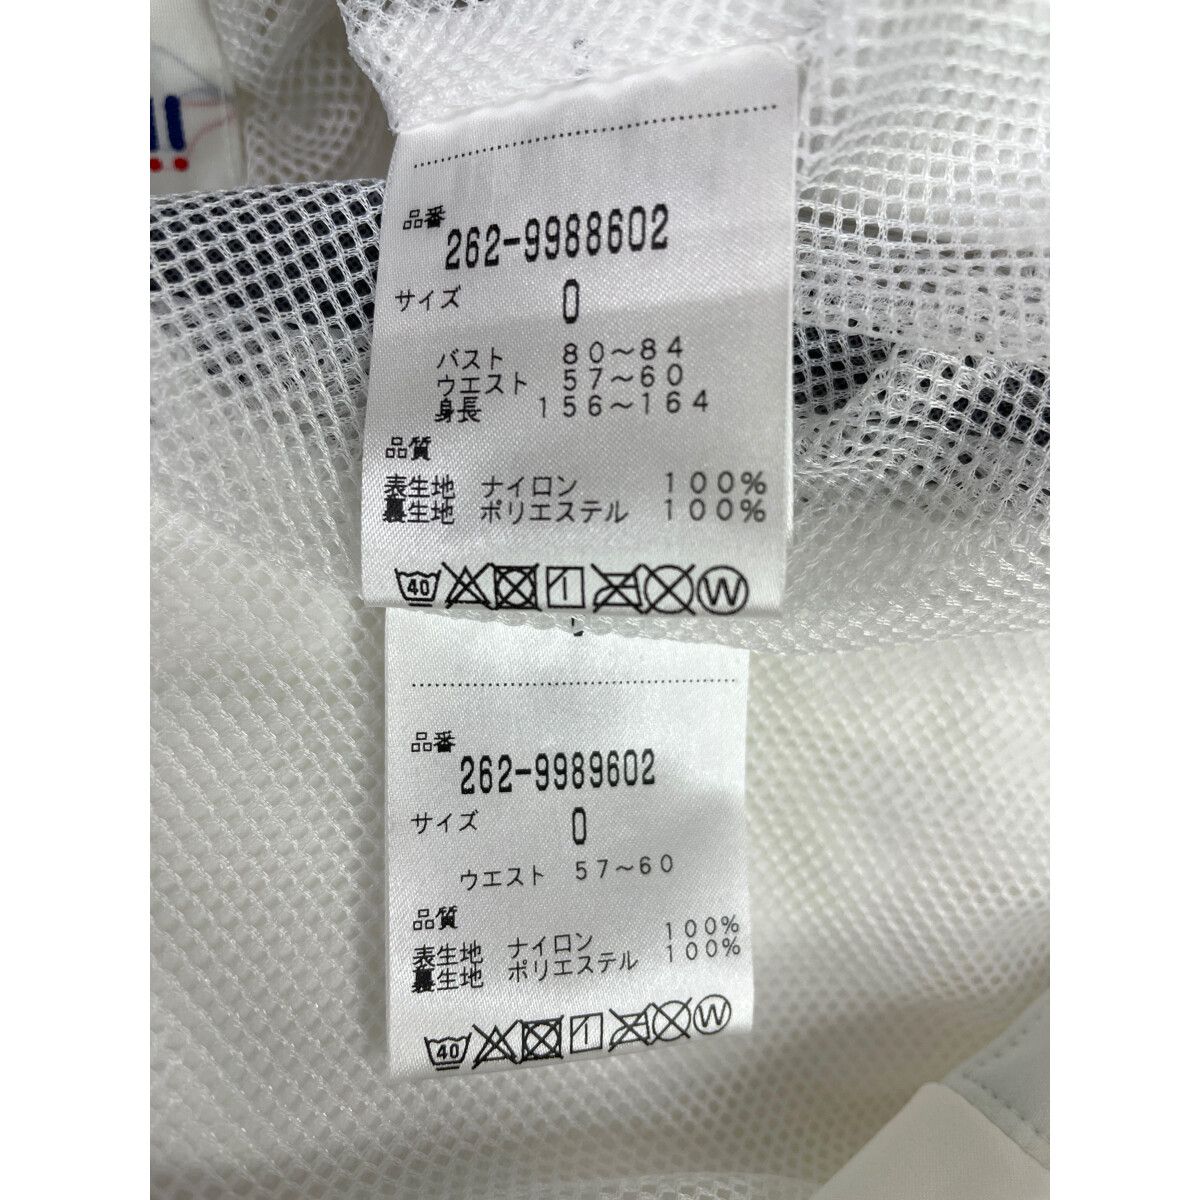 品番
262-9988602
サイズ 0
バスト 80～84
ウエスト 57～60
身長 156～164
品質
表生地 ナイロン 100%
裏生地 ポリエステル 100%
40 W
品番
262-9989602
サイズ 0
ウエスト 57～60
品質
表生地 ナイロン 100%
裏生地 ポリエステル 100%
40 W